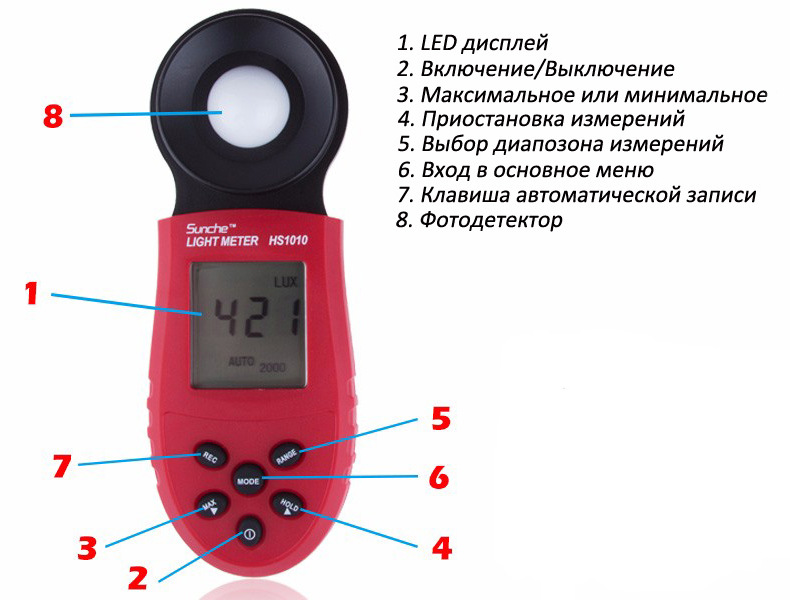 1. LED дисплей
2. Включение/Выключение
3. Максимальное или минимальное
4. Приостановка измерений
5. Выбор диапозона измерений
6. Вход в основное меню
7. Клавиша автоматической записи
8. Фотодетектор
8
Sunche™
LIGHT METER HS1010
LUX
1
421
AUTO 2000
5
REC
RANGE
7
MODE
6
MAX
HOLD
3
4
2